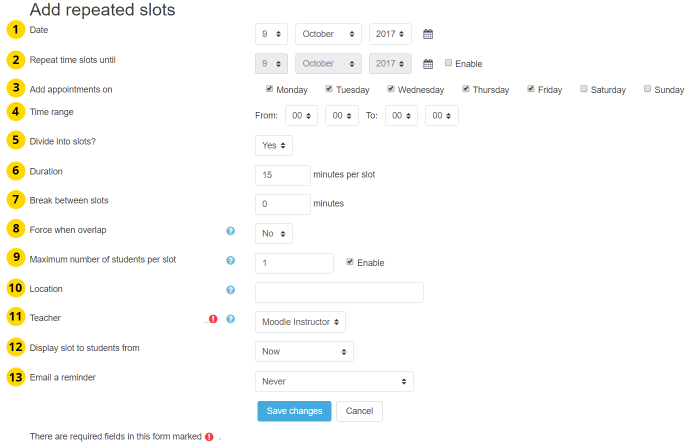 Add repeated slots
1 Date 9 October 2017
2 Repeat time slots until 9 October 2017 Enable
3 Add appointments on Monday Tuesday Wednesday Thursday Friday Saturday Sunday
4 Time range From: 00 00 To: 00 00
5 Divide into slots? Yes
6 Duration 15 minutes per slot
7 Break between slots 0 minutes
8 Force when overlap ? No
9 Maximum number of students per slot ? 1 Enable
10 Location ?
11 Teacher ! ? Moodle Instructor
12 Display slot to students from Now
13 Email a reminder Never
Save changes Cancel
There are required fields in this form marked ! .